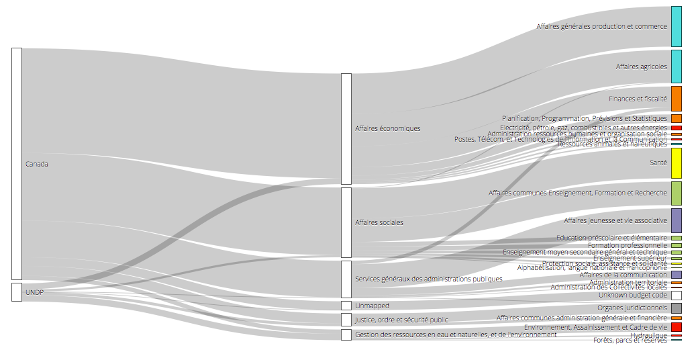 Canada
UNDP
Affaires économiques
Affaires sociales
Services généraux des administrations publiques
Unmapped
Justice, ordre et sécurité public
Gestion des ressources en eau et naturelles, et de l'environnement
Affaires générales production et commerce
Affaires agricoles
Finances et fiscalité
Planification, Programmation, Prévisions et Statistiques
Electricité, pétrole, gaz, combustibles et autres énergies
Administration ressources humaines et organisation sociale
Postes, Télécom, et Technologies de l'information et la communication
Ressources animales et halieutiques
Santé
Affaires communes Enseignement, Formation et Recherche
Affaires jeunesse et vie associative
Education préscolaire et élémentaire
Formation professionnelle
Enseignement moyen secondaire général et technique
Enseignement supérieur
Protection sociale, assistance et solidarité
Alphabétisation, langue nationale et francophonie
Affaires de la communication
Administration territoriale
Administration des collectivités locales
Unknown budget code
Organes juridictionnels
Affaires communes administration générale et financière
Environnement, Assainissement et Cadre de vie
Hydraulique
Forêts, parcs et réserves